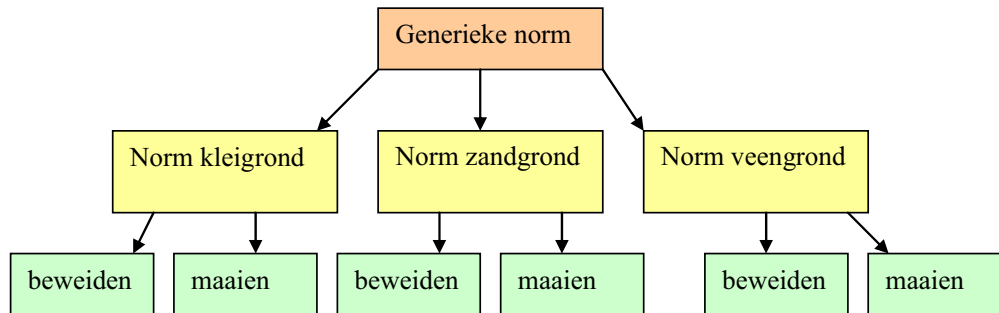 Generieke norm
Norm kleigrond
Norm zandgrond
Norm veengrond
beweiden
maaien
beweiden
maaien
beweiden
maaien